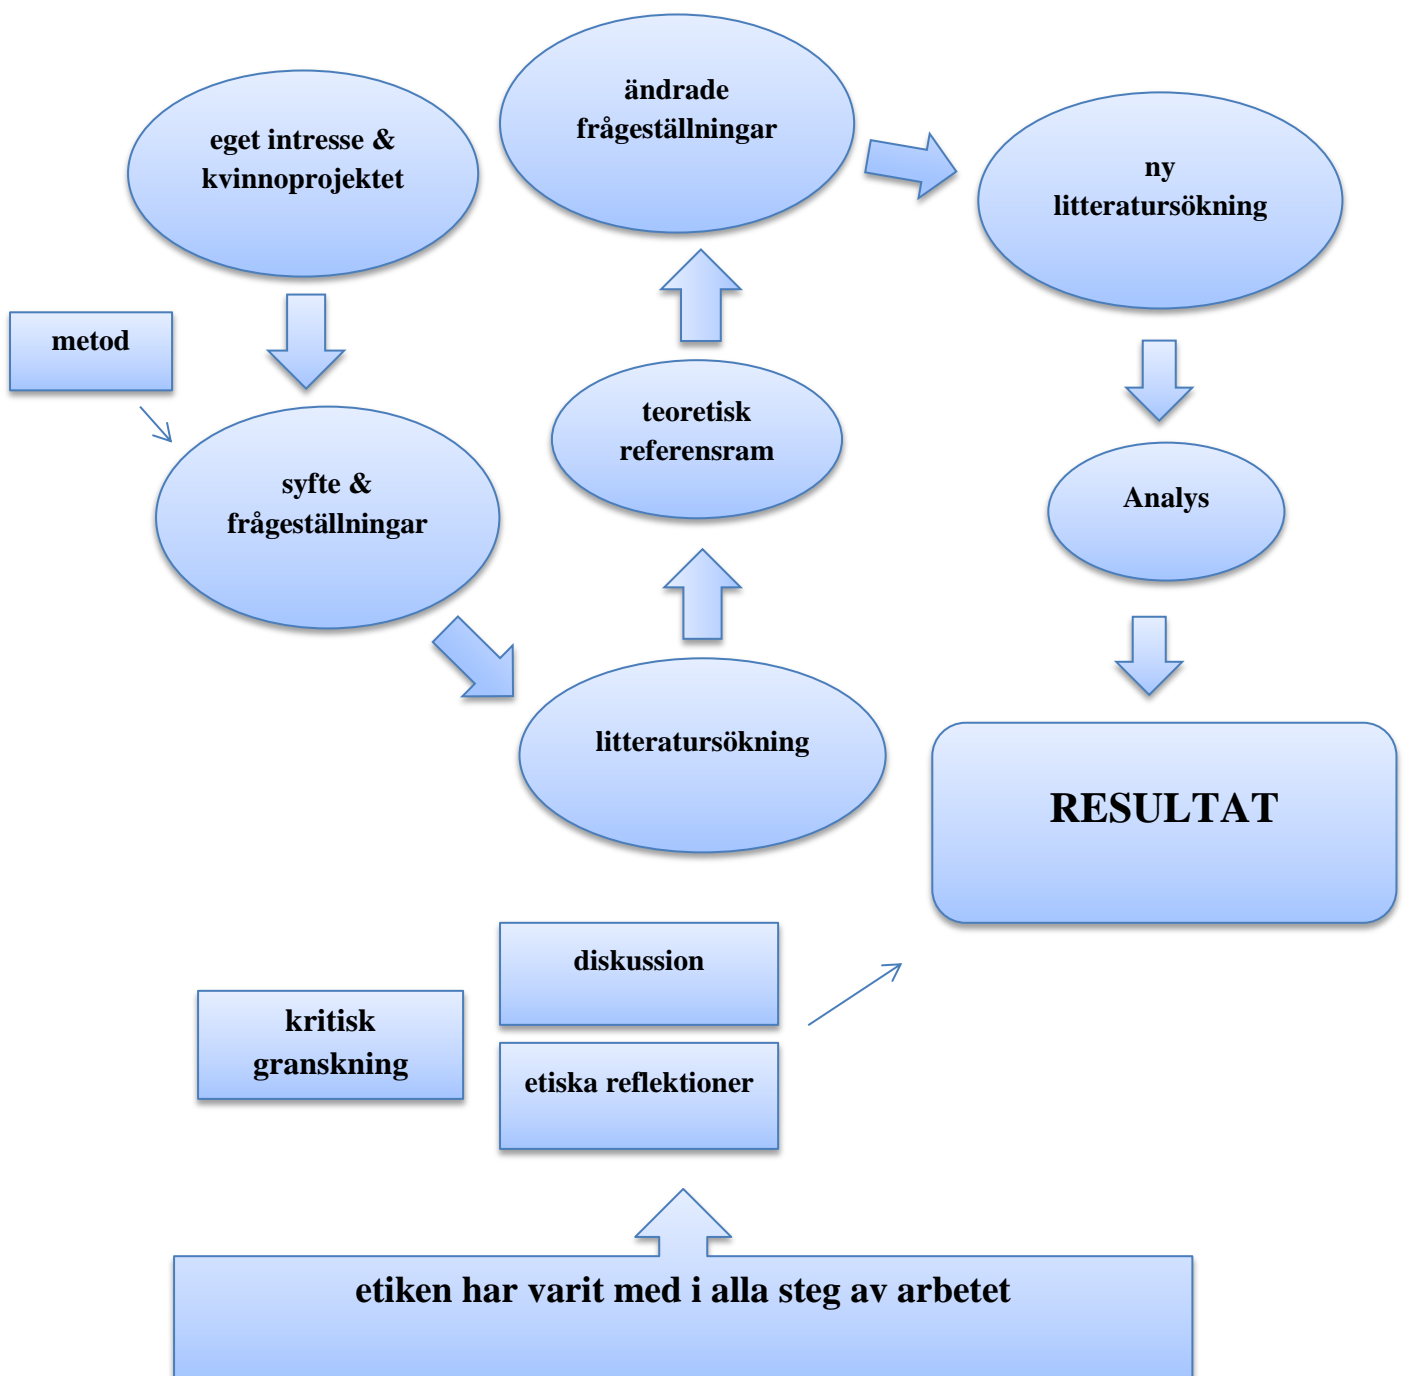 eget intresse &
kvinnoprojektet
ändrade
frågeställningar
ny
litteratursökning
metod
syfte &
frågeställningar
teoretisk
referensram
Analys
litteratursökning
RESULTAT
diskussion
kritisk
granskning
etiska reflektioner
etiken har varit med i alla steg av arbetet